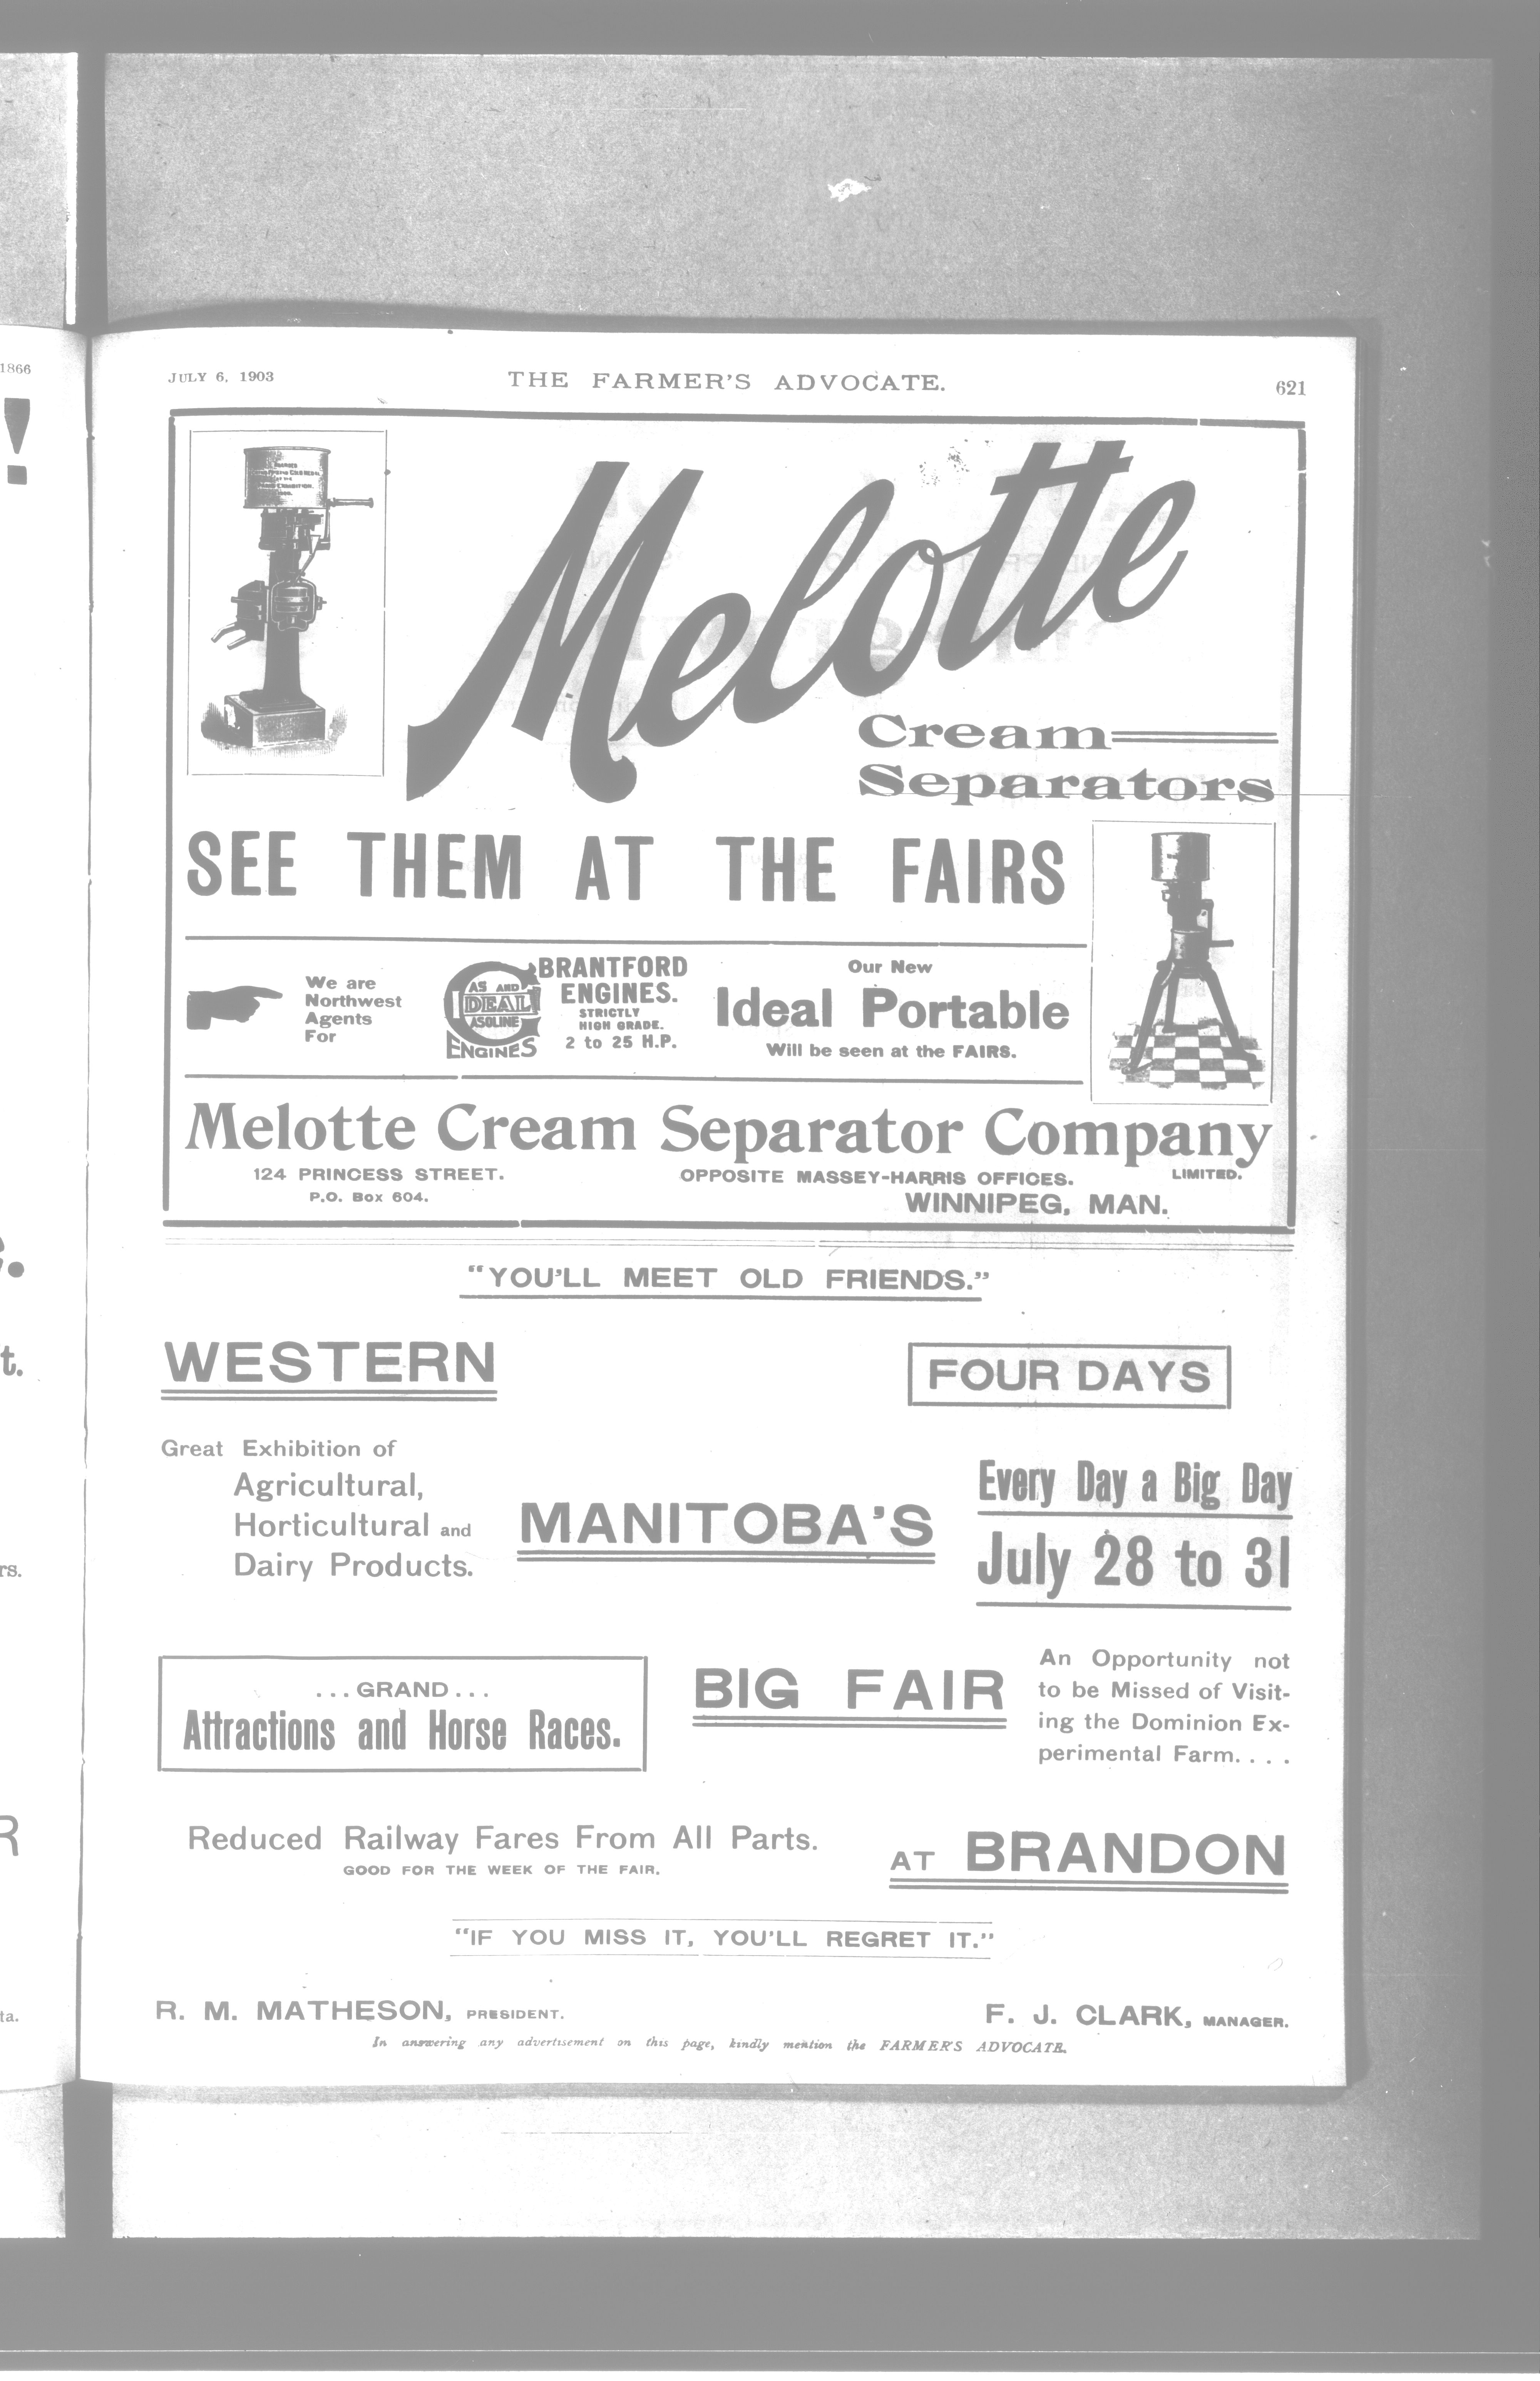 JULY 6, 1903
THE FARMER'S ADVOCATE.
621
Melotte
Cream
Separators
SEE THEM AT THE FAIRS
We are
Northwest
Agents
For
GAS AND
IDEAL
GASOLINE
ENGINES
BRANTFORD
ENGINES.
STRICTLY
HIGH GRADE.
2 to 25 H.P.
Our New
Ideal Portable
Will be seen at the FAIRS.
Melotte Cream Separator Company
LIMITED.
124 PRINCESS STREET.
OPPOSITE MASSEY-HARRIS OFFICES.
P.O. Box 604.
WINNIPEG, MAN.
"YOU'LL MEET OLD FRIENDS."
WESTERN
FOUR DAYS
Great Exhibition of
Agricultural,
Horticultural and
Dairy Products.
MANITOBA'S
Every Day a Big Day
July 28 to 31
...GRAND...
Attractions and Horse Races.
BIG FAIR
An Opportunity not
to be Missed of Visit-
ing the Dominion Ex-
perimental Farm....
Reduced Railway Fares From All Parts.
GOOD FOR THE WEEK OF THE FAIR.
AT BRANDON
"IF YOU MISS IT, YOU'LL REGRET IT."
R. M. MATHESON, PRESIDENT.
F. J. CLARK, MANAGER.
In answering any advertisement on this page, kindly mention the FARMER'S ADVOCATE.
1866
!
t.
rs.
R
ta.